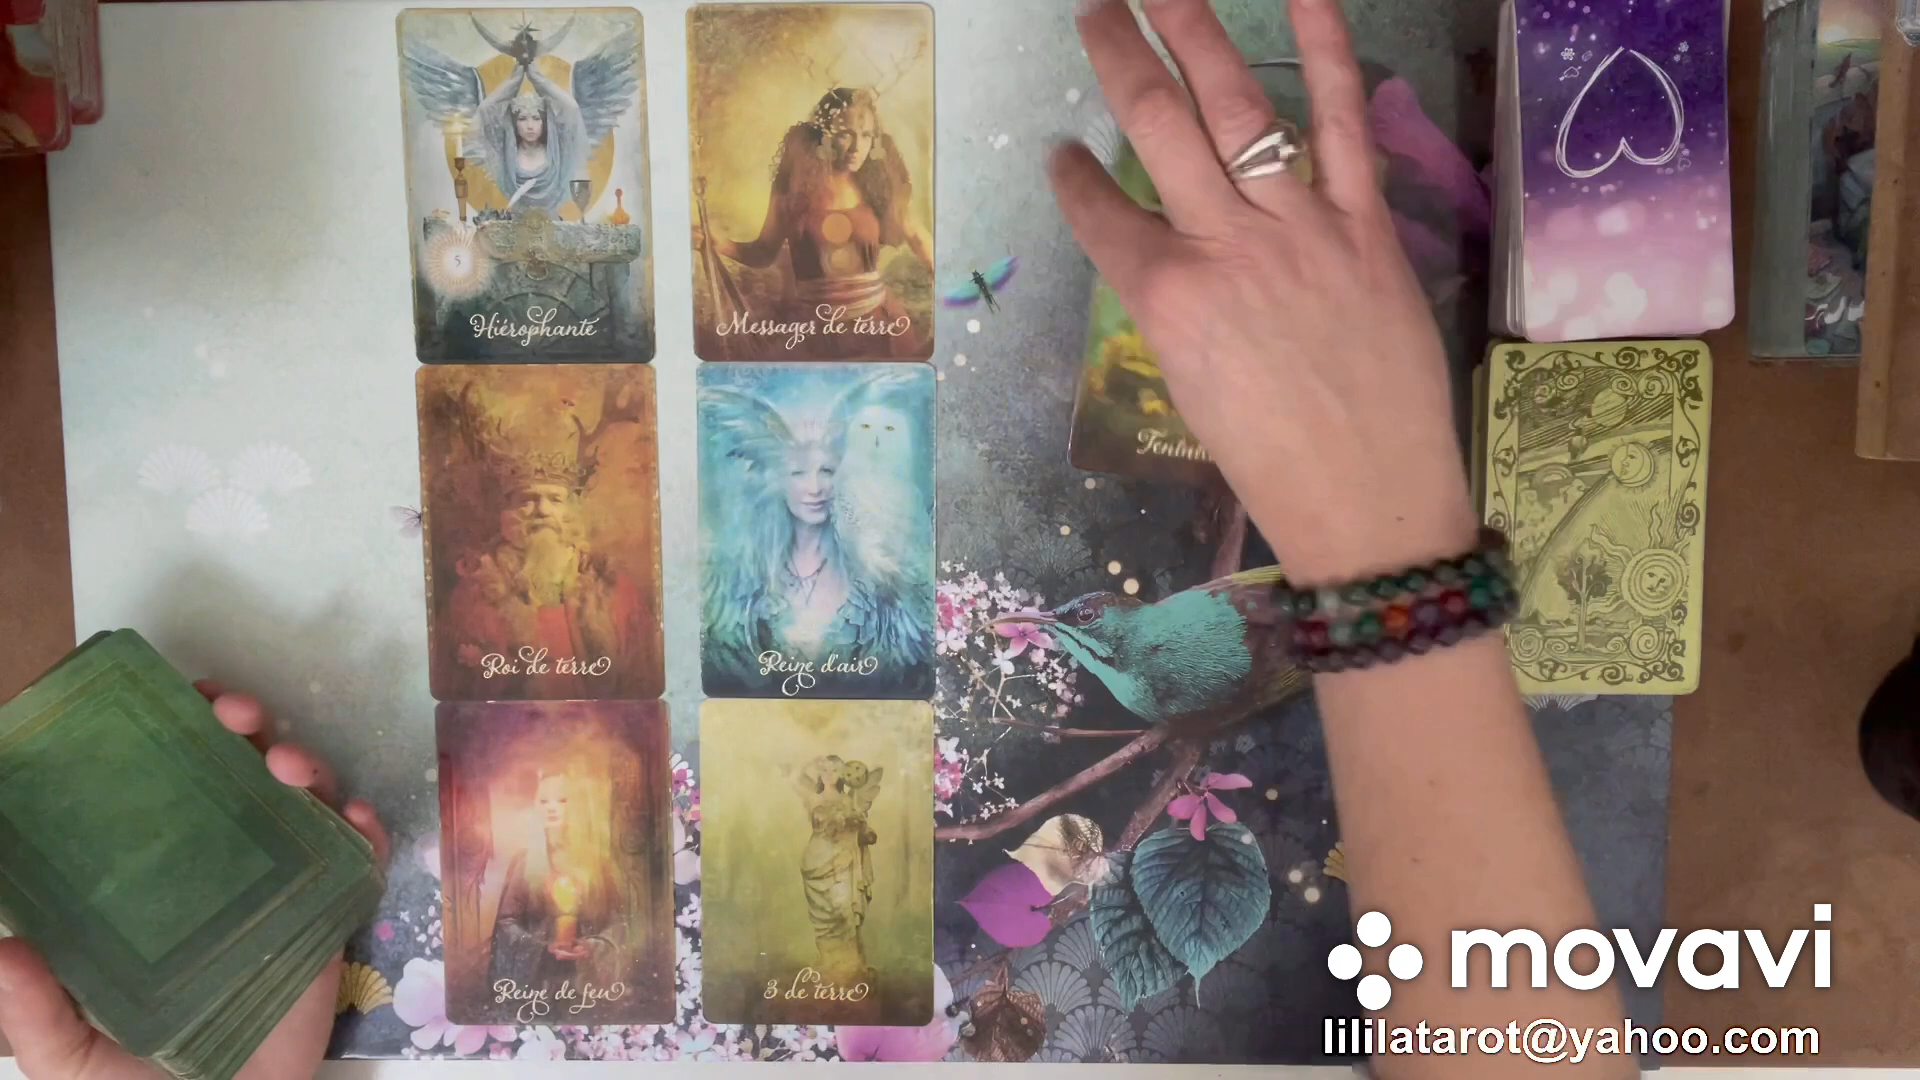 Hiérophante
5
Messager de terre
Roi de terre
Reine d'air
Reine de feu
3 de terre
movavi
lililatarot@yahoo.com